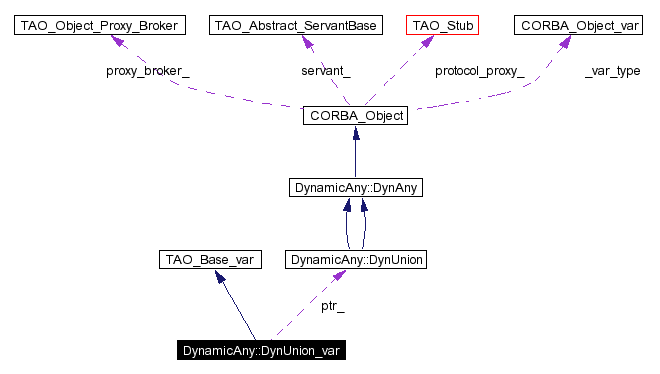 TAO_Object_Proxy_Broker
TAO_Abstract_ServantBase
TAO_Stub
CORBA_Object_var
proxy_broker_
servant_
protocol_proxy_
_var_type
CORBA_Object
DynamicAny::DynAny
TAO_Base_var
DynamicAny::DynUnion
ptr_
DynamicAny::DynUnion_var